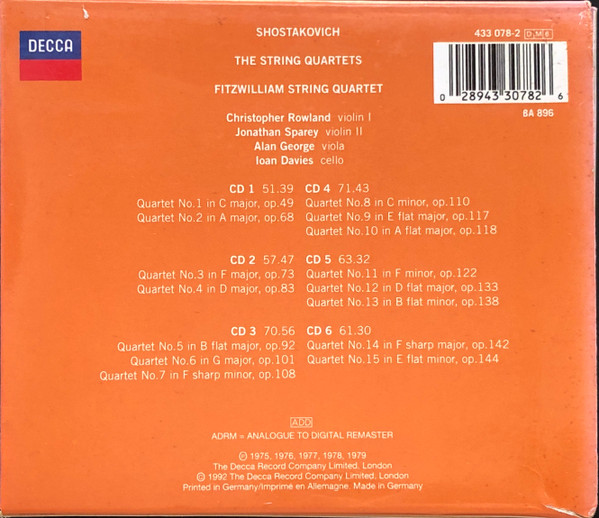 DECCA
SHOSTAKOVICH
THE STRING QUARTETS
FITZWILLIAM STRING QUARTET
433 078-2 DM6
0 28943 30782 6
BA 896
Christopher Rowland violin I
Jonathan Sparey violin II
Alan George viola
Ioan Davies cello
CD 1 51.39
Quartet No.1 in C major, op.49
Quartet No.2 in A major, op.68
CD 2 57.47
Quartet No.3 in F major, op.73
Quartet No.4 in D major, op.83
CD 3 70.56
Quartet No.5 in B flat major, op.92
Quartet No.6 in G major, op.101
Quartet No.7 in F sharp minor, op.108
CD 4 71.43
Quartet No.8 in C minor, op.110
Quartet No.9 in E flat major, op.117
Quartet No.10 in A flat major, op.118
CD 5 63.32
Quartet No.11 in F minor, op.122
Quartet No.12 in D flat major, op.133
Quartet No.13 in B flat minor, op.138
CD 6 61.30
Quartet No.14 in F sharp major, op.142
Quartet No.15 in E flat minor, op.144
ADD
ADRM = ANALOGUE TO DIGITAL REMASTER
℗ 1975, 1976, 1977, 1978, 1979
The Decca Record Company Limited, London
© 1992 The Decca Record Company Limited, London
Printed in Germany/Imprimé en Allemagne. Made in Germany